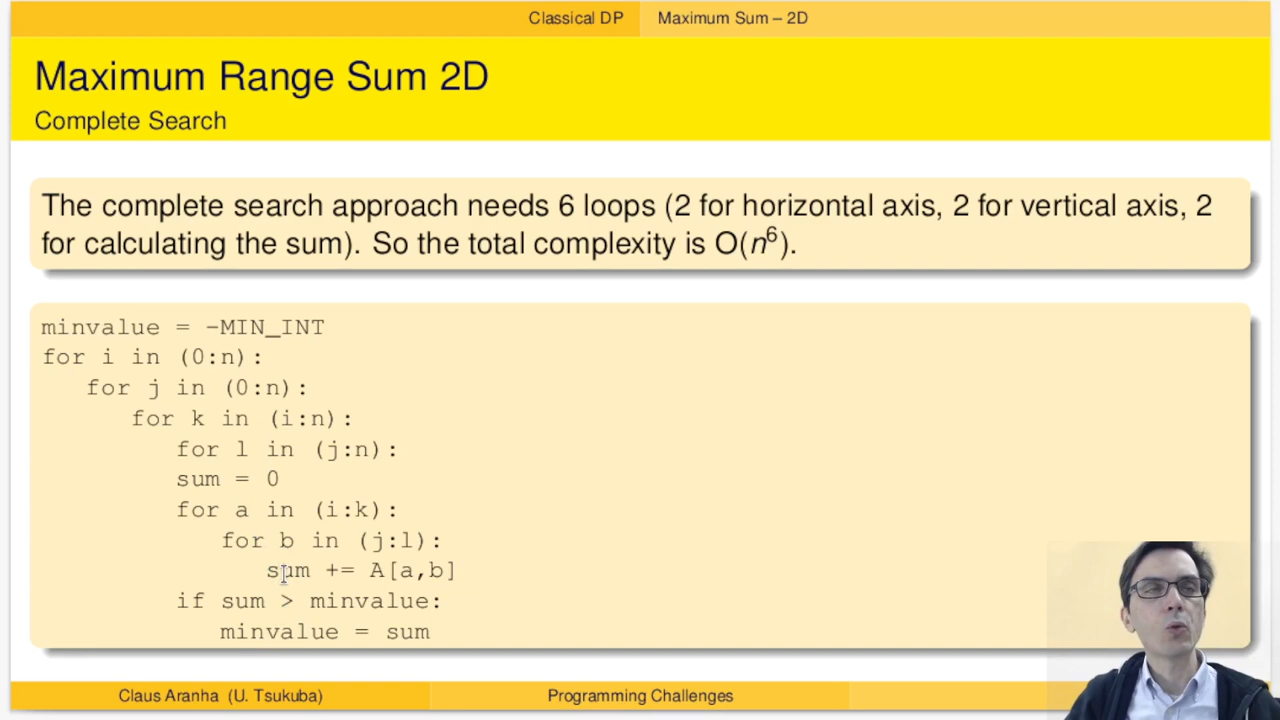 Classical DP Maximum Sum – 2D
Maximum Range Sum 2D
Complete Search
The complete search approach needs 6 loops (2 for horizontal axis, 2 for vertical axis, 2
for calculating the sum). So the total complexity is O(n⁶).
minvalue = -MIN_INT
for i in (0:n):
   for j in (0:n):
      for k in (i:n):
         for l in (j:n):
         sum = 0
         for a in (i:k):
            for b in (j:l):
               sum += A[a,b]
         if sum > minvalue:
            minvalue = sum
Claus Aranha (U. Tsukuba) Programming Challenges